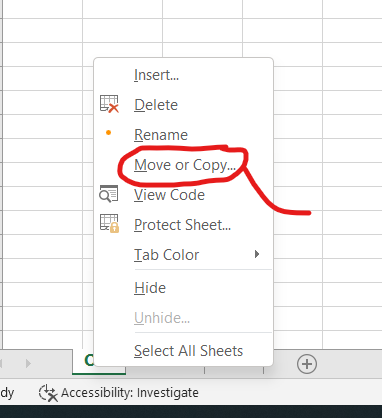 Insert...
Delete
Rename
Move or Copy...
View Code
Protect Sheet...
Tab Color
Hide
Unhide...
Select All Sheets
Accessibility: Investigate